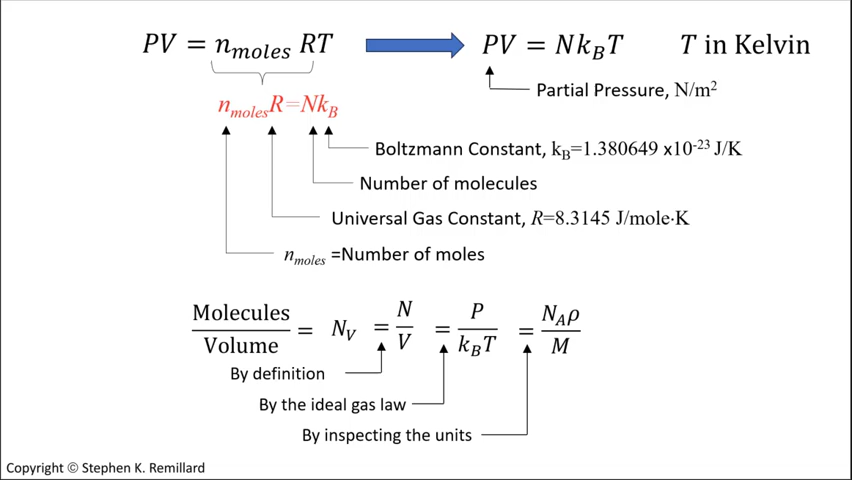 PV = n_moles RT PV = Nk_BT T in Kelvin
Partial Pressure, N/m²
n_molesR=Nk_B
Boltzmann Constant, k_B=1.380649 x10⁻²³ J/K
Number of molecules
Universal Gas Constant, R=8.3145 J/mole·K
n_moles =Number of moles
Molecules/Volume = N_V = N/V = P/k_BT = N_Aρ/M
By definition
By the ideal gas law
By inspecting the units
Copyright © Stephen K. Remillard